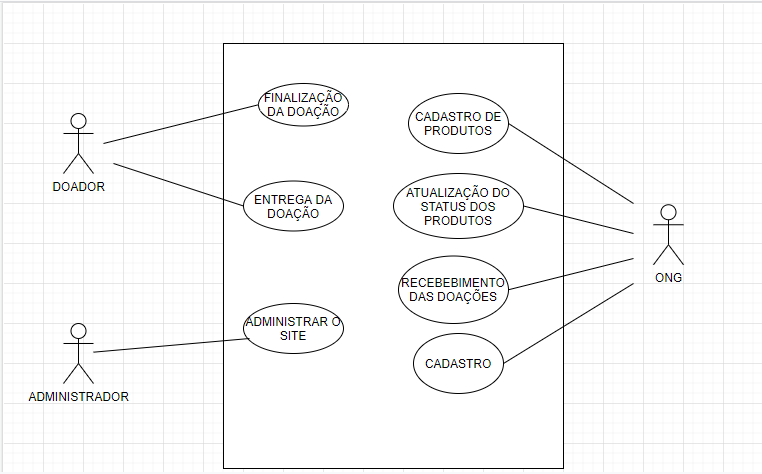 FINALIZAÇÃO
DA DOAÇÃO
CADASTRO DE
PRODUTOS
DOADOR
ENTREGA DA
DOAÇÃO
ATUALIZAÇÃO DO
STATUS DOS
PRODUTOS
ONG
RECEBEBIMENTO
DAS DOAÇÕES
ADMINISTRAR O
SITE
CADASTRO
ADMINISTRADOR